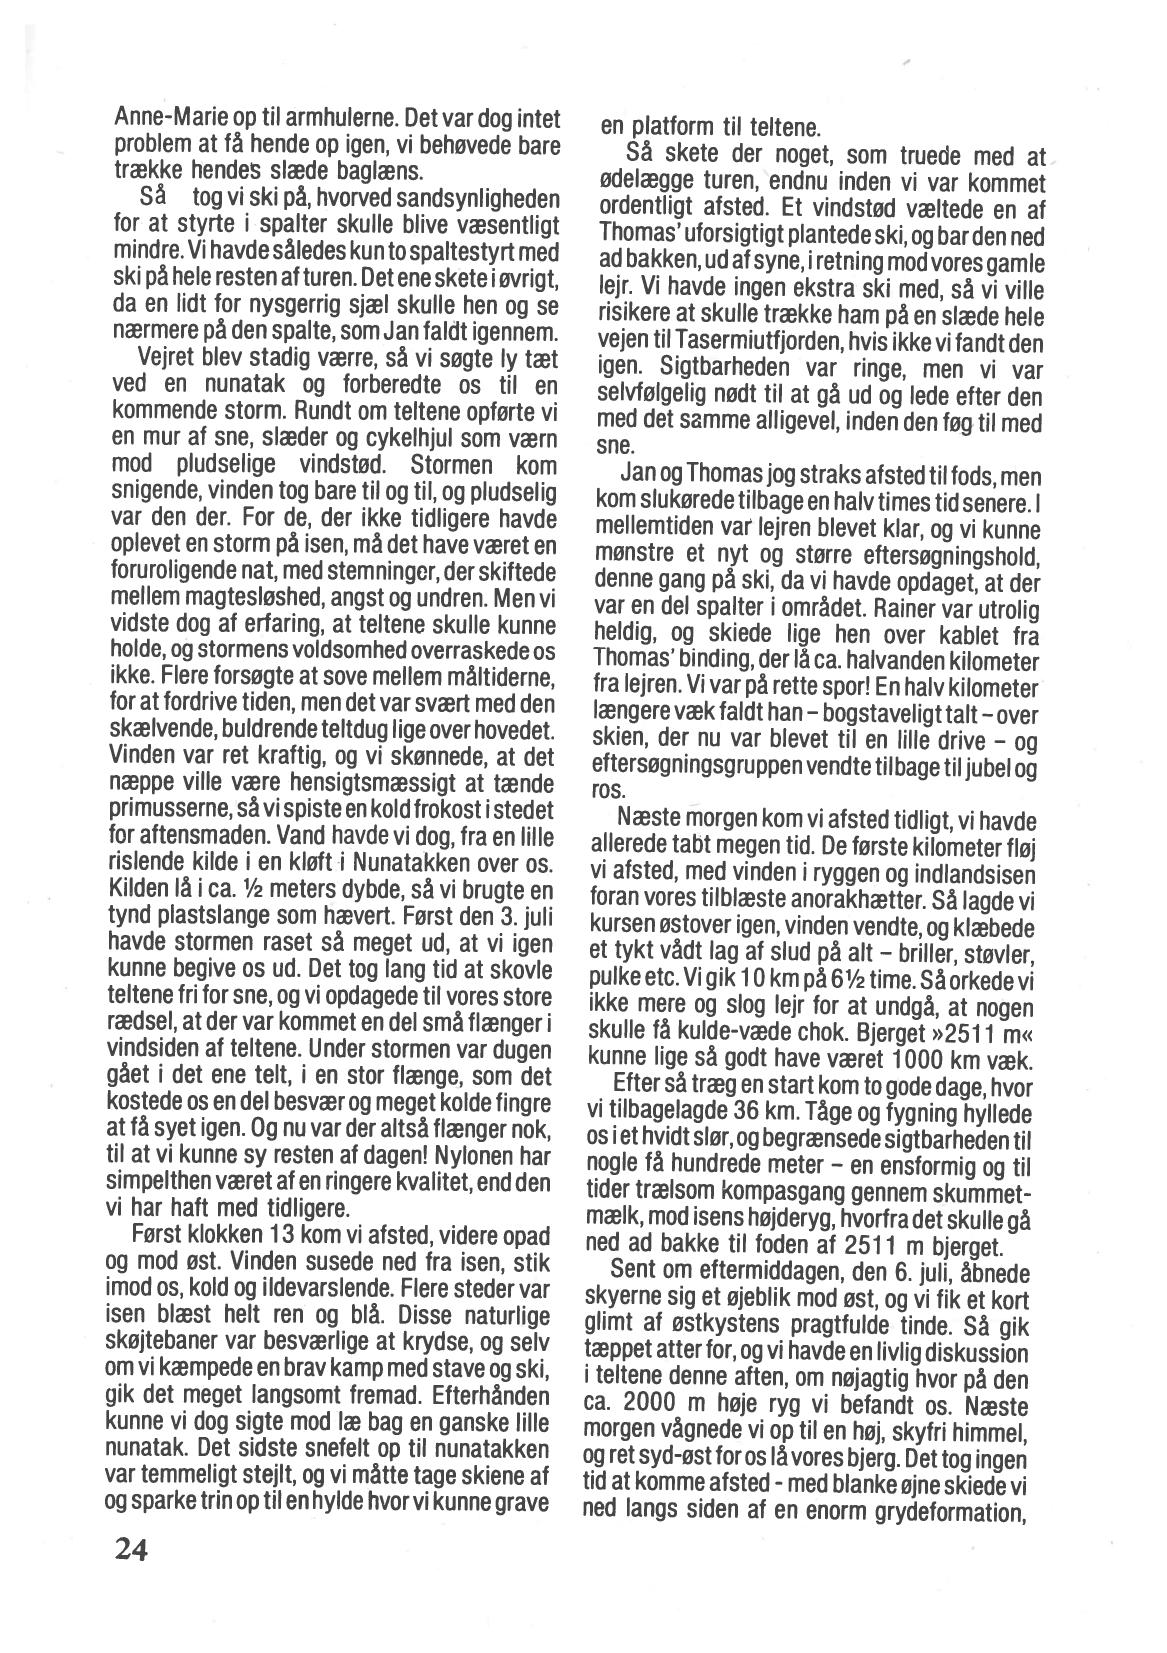 Anne-Marie op til armhulerne. Det var dog intet
problem at få hende op igen, vi behøvede bare
trække hendes slæde baglæns.
Så tog vi ski på, hvorved sandsynligheden
for at styrte i spalter skulle blive væsentligt
mindre. Vi havde således kun to spaltestyrt med
ski på hele resten af turen. Det ene skete i øvrigt,
da en lidt for nysgerrig sjæl skulle hen og se
nærmere på den spalte, som Jan faldt igennem.
Vejret blev stadig værre, så vi søgte ly tæt
ved en nunatak og forberedte os til en
kommende storm. Rundt om teltene opførte vi
en mur af sne, slæder og cykelhjul som værn
mod pludselige vindstød. Stormen kom
snigende, vinden tog bare til og til, og pludselig
var den der. For de, der ikke tidligere havde
oplevet en storm på isen, må det have været en
foruroligende nat, med stemninger, der skiftede
mellem magtesløshed, angst og undren. Men vi
vidste dog af erfaring, at teltene skulle kunne
holde, og stormens voldsomhed overraskede os
ikke. Flere forsøgte at sove mellem måltiderne,
for at fordrive tiden, men det var svært med den
skælvende, buldrende teltdug lige over hovedet.
Vinden var ret kraftig, og vi skønnede, at det
næppe ville være hensigtsmæssigt at tænde
primusserne, så vi spiste en kold frokost i stedet
for aftensmaden. Vand havde vi dog, fra en lille
rislende kilde i en kløft i Nunatakken over os.
Kilden lå i ca. ½ meters dybde, så vi brugte en
tynd plastslange som hævert. Først den 3. juli
havde stormen raset så meget ud, at vi igen
kunne begive os ud. Det tog lang tid at skovle
teltene fri for sne, og vi opdagede til vores store
rædsel, at der var kommet en del små flænger i
vindsiden af teltene. Under stormen var dugen
gået i det ene telt, i en stor flænge, som det
kostede os en del besvær og meget kolde fingre
at få syet igen. Og nu var der altså flænger nok,
til at vi kunne sy resten af dagen! Nylonen har
simpelthen været af en ringere kvalitet, end den
vi har haft med tidligere.
Først klokken 13 kom vi afsted, videre opad
og mod øst. Vinden susede ned fra isen, stik
imod os, kold og ildevarslende. Flere steder var
isen blæst helt ren og blå. Disse naturlige
skøjtebaner var besværlige at krydse, og selv
om vi kæmpede en brav kamp med stave og ski,
gik det meget langsomt fremad. Efterhånden
kunne vi dog sigte mod læ bag en ganske lille
nunatak. Det sidste snefelt op til nunatakken
var temmeligt stejlt, og vi måtte tage skiene af
og sparke trin op til en hylde hvor vi kunne grave
24
en platform til teltene.
Så skete der noget, som truede med at
ødelægge turen, endnu inden vi var kommet
ordentligt afsted. Et vindstød væltede en af
Thomas' uforsigtigt plantede ski, og bar den ned
ad bakken, ud af syne, i retning mod vores gamle
lejr. Vi havde ingen ekstra ski med, så vi ville
risikere at skulle trække ham på en slæde hele
vejen til Tasermiutfjorden, hvis ikke vi fandt den
igen. Sigtbarheden var ringe, men vi var
selvfølgelig nødt til at gå ud og lede efter den
med det samme alligevel, inden den føg til med
sne.
Jan og Thomas jog straks afsted til fods, men
kom slukørede tilbage en halv times tid senere. I
mellemtiden var lejren blevet klar, og vi kunne
mønstre et nyt og større eftersøgningshold,
denne gang på ski, da vi havde opdaget, at der
var en del spalter i området. Rainer var utrolig
heldig, og skiede lige hen over kablet fra
Thomas' binding, der lå ca. halvanden kilometer
fra lejren. Vi var på rette spor! En halv kilometer
længere væk faldt han – bogstaveligt talt – over
skien, der nu var blevet til en lille drive – og
eftersøgningsgruppen vendte tilbage til jubel og
ros.
Næste morgen kom vi afsted tidligt, vi havde
allerede tabt megen tid. De første kilometer fløj
vi afsted, med vinden i ryggen og indlandsisen
foran vores tilblæste anorakhætter. Så lagde vi
kursen østover igen, vinden vendte, og klæbede
et tykt vådt lag af slud på alt – briller, støvler,
pulke etc. Vi gik 10 km på 6½ time. Så orkede vi
ikke mere og slog lejr for at undgå, at nogen
skulle få kulde-væde chok. Bjerget »2511 m«
kunne lige så godt have været 1000 km væk.
Efter så træg en start kom to gode dage, hvor
vi tilbagelagde 36 km. Tåge og fygning hyllede
os i et hvidt slør, og begrænsede sigtbarheden til
nogle få hundrede meter – en ensformig og til
tider trælsom kompasgang gennem skummet-
mælk, mod isens højderyg, hvorfra det skulle gå
ned ad bakke til foden af 2511 m bjerget.
Sent om eftermiddagen, den 6. juli, åbnede
skyerne sig et øjeblik mod øst, og vi fik et kort
glimt af østkystens pragtfulde tinde. Så gik
tæppet atter for, og vi havde en livlig diskussion
i teltene denne aften, om nøjagtig hvor på den
ca. 2000 m høje ryg vi befandt os. Næste
morgen vågnede vi op til en høj, skyfri himmel,
og ret syd-øst for os lå vores bjerg. Det tog ingen
tid at komme afsted - med blanke øjne skiede vi
ned langs siden af en enorm grydeformation,